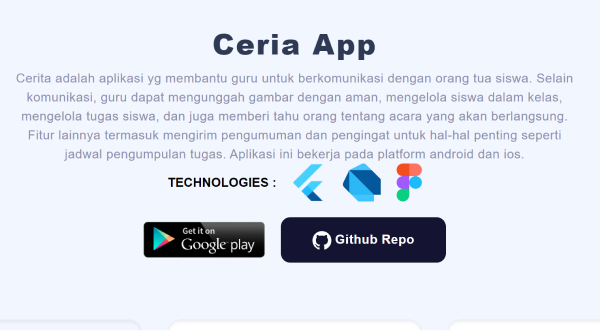 Ceria App
Cerita adalah aplikasi yg membantu guru untuk berkomunikasi dengan orang tua siswa. Selain
komunikasi, guru dapat mengunggah gambar dengan aman, mengelola siswa dalam kelas,
mengelola tugas siswa, dan juga memberi tahu orang tentang acara yang akan berlangsung.
Fitur lainnya termasuk mengirim pengumuman dan pengingat untuk hal-hal penting seperti
jadwal pengumpulan tugas. Aplikasi ini bekerja pada platform android dan ios.
TECHNOLOGIES :
Get it on
Google play
Github Repo